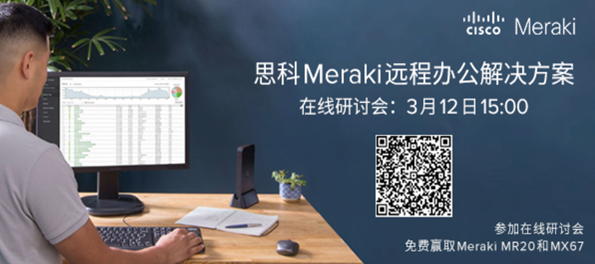 CISCO Meraki
思科Meraki远程办公解决方案
在线研讨会：3月12日15:00
参加在线研讨会
免费赢取Meraki MR20和MX67